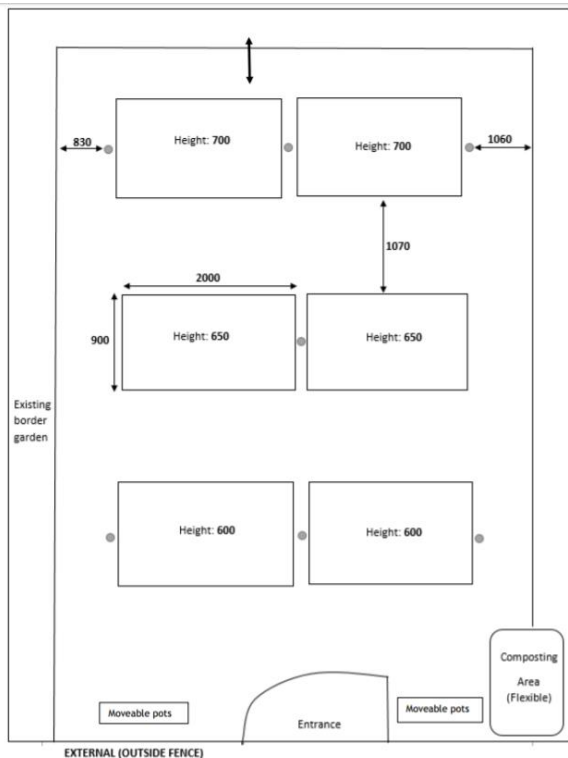 830
Height: 700
Height: 700
1060
1070
2000
900
Height: 650
Height: 650
Existing
border
garden
Height: 600
Height: 600
Composting
Area
(Flexible)
Moveable pots
Entrance
Moveable pots
EXTERNAL (OUTSIDE FENCE)